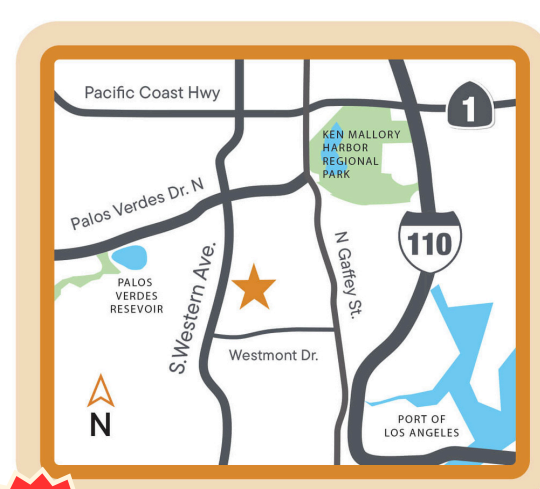 Pacific Coast Hwy
1
KEN MALLORY
HARBOR
REGIONAL
PARK
Palos Verdes Dr. N
110
S.Western Ave.
N Gaffey St.
PALOS
VERDES
RESEVOIR
Westmont Dr.
N
PORT OF
LOS ANGELES